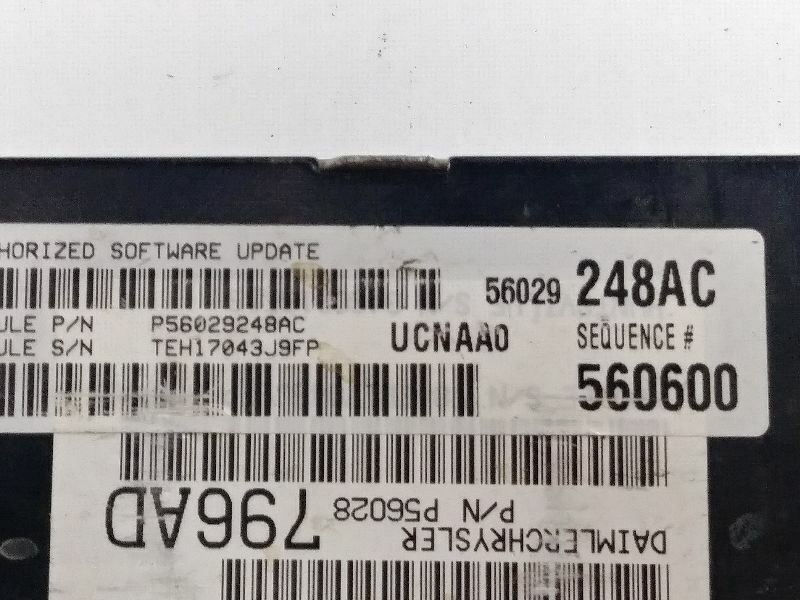 HORIZED SOFTWARE UPDATE
56029 248AC
ULE P/N P56029248AC
ULE S/N TEH17043J9FP
UCNAA0
SEQUENCE #
560600
DAIMLERCHRYSLER
P/N P56028
796AD